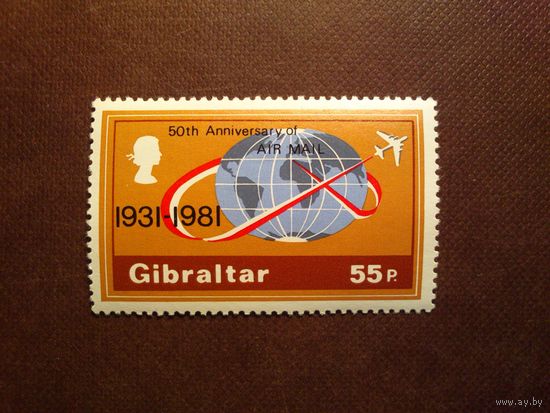 50th Anniversary of
AIR MAIL
1931-1981
Gibraltar 55P.
www.ay.by